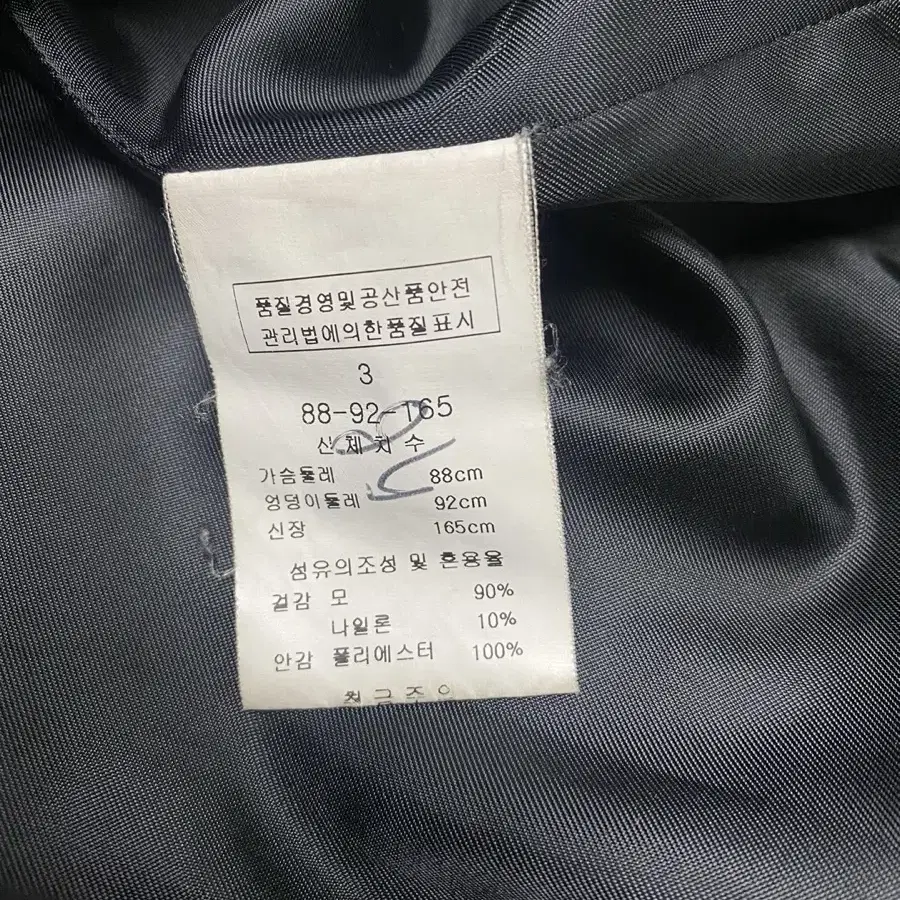 품질경영및공산품안전
관리법에의한품질표시
3
88-92-165
신체치수
가슴둘레 88cm
엉덩이둘레 92cm
신장 165cm
섬유의조성 및 혼용율
겉감 모 90%
나일론 10%
안감 폴리에스터 100%